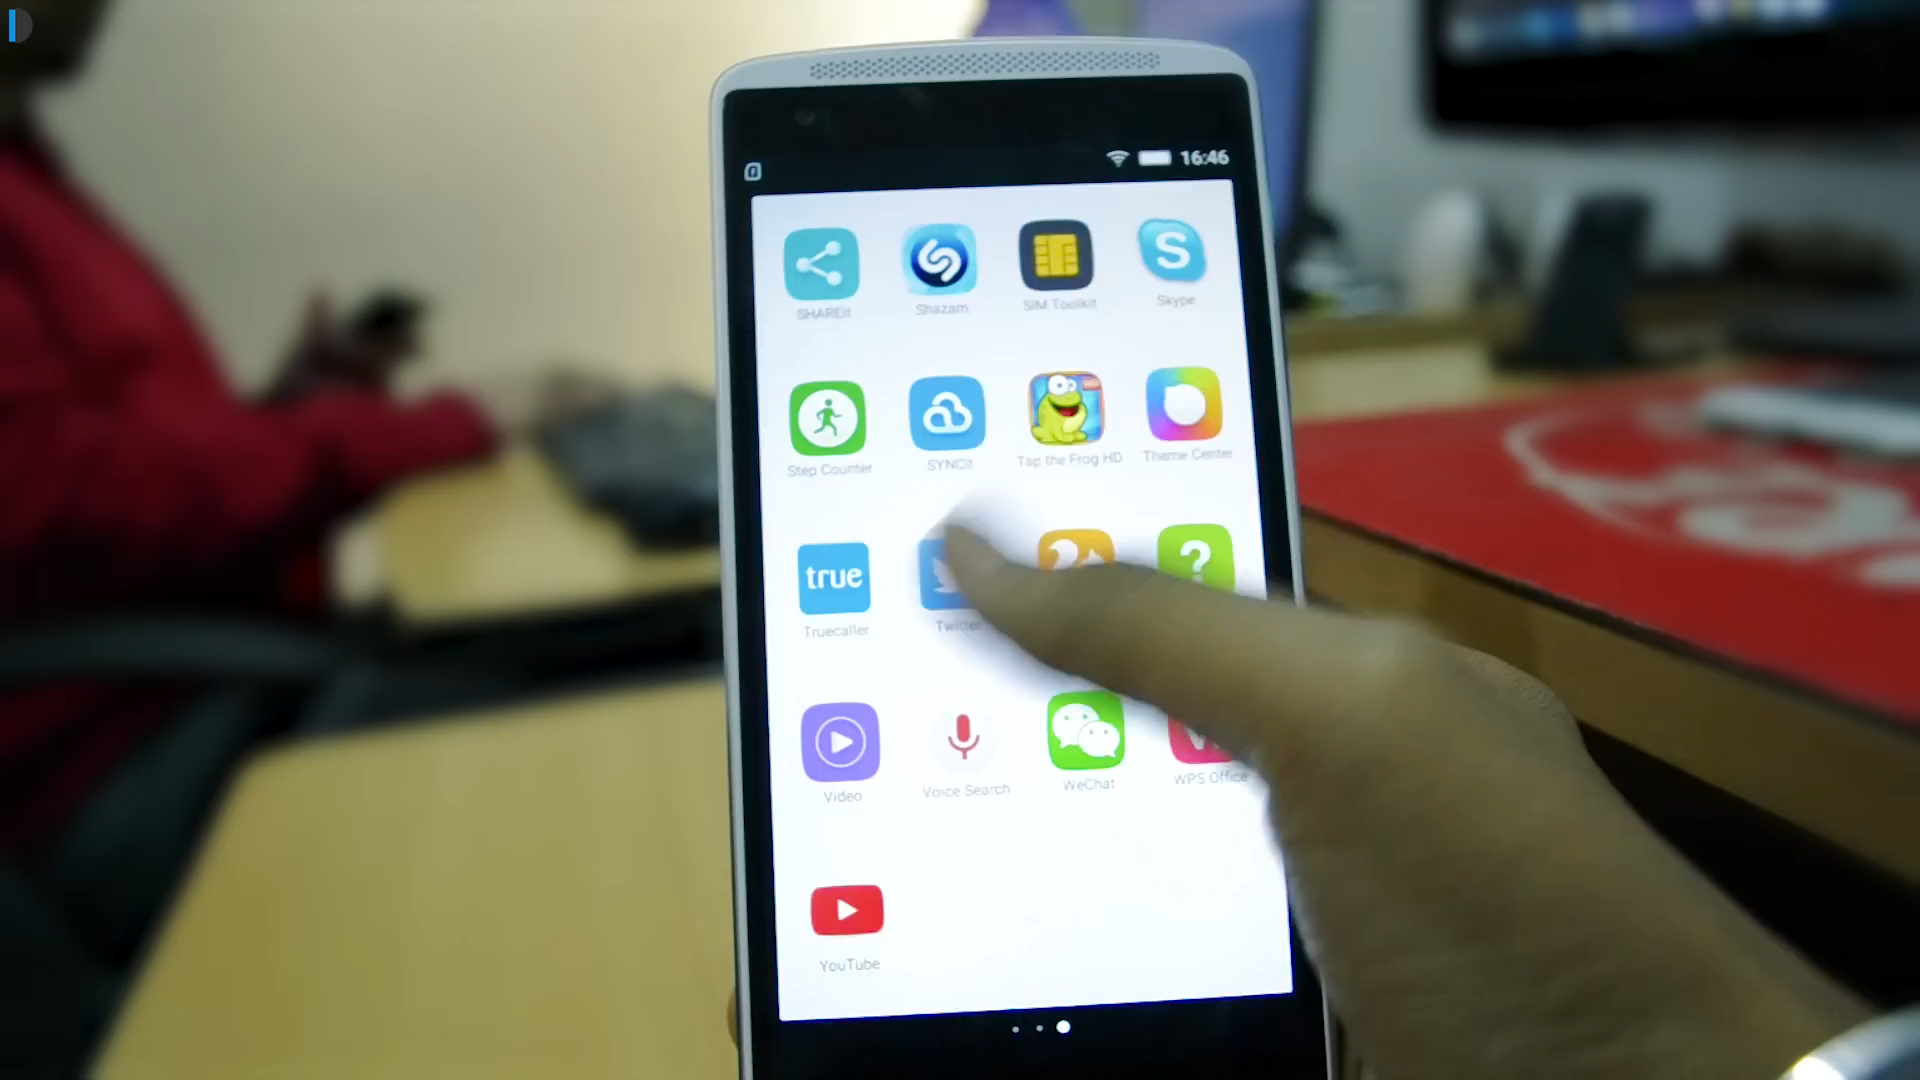 16:46
SHAREit
Shazam
SIM Toolkit
S
Skype
Step Counter
SYNCit
Tap the Frog HD
Theme Center
true
?
Truecaller
Twitter
Video
Voice Search
WeChat
WPS Office
YouTube